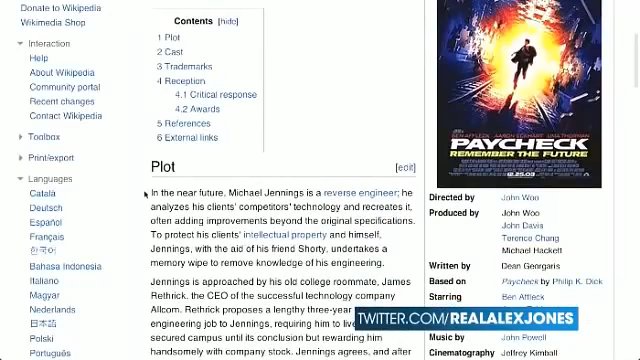 Donate to Wikipedia
Wikimedia Shop
Interaction
Help
About Wikipedia
Community portal
Recent changes
Contact Wikipedia
Toolbox
Print/export
Languages
Català
Deutsch
Español
Français
한국어
Bahasa Indonesia
Italiano
Magyar
Nederlands
日本語
Polski
Português
Contents [hide]
1 Plot
2 Cast
3 Trademarks
4 Reception
4.1 Critical response
4.2 Awards
5 References
6 External links
Plot
[edit]
In the near future, Michael Jennings is a reverse engineer; he
analyzes his clients' competitors' technology and recreates it,
often adding improvements beyond the original specifications.
To protect his clients' intellectual property and himself,
Jennings, with the aid of his friend Shorty, undertakes a
memory wipe to remove knowledge of his engineering.
Jennings is approached by his old college roommate, James
Rethrick, the CEO of the successful technology company
Allcom. Rethrick proposes a lengthy three-year
engineering job to Jennings, requiring him to live
secured campus until its conclusion but rewarding him
handsomely with company stock. Jennings agrees, and after
BEN AFFLECK AARON ECKHART UMA THURMAN
PAYCHECK
REMEMBER THE FUTURE
12.25.03
Directed by John Woo
Produced by John Woo
John Davis
Terence Chang
Michael Hackett
Written by Dean Georgaris
Based on Paycheck by Philip K. Dick
Starring Ben Affleck
TWITTER.COM/REALALEXJONES
Music by John Powell
Cinematography Jeffrey Kimball